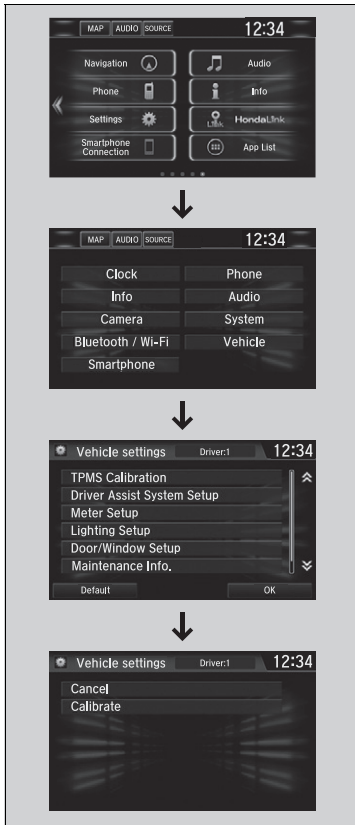 MAP AUDIO SOURCE 12:34
Navigation Audio
Phone Info
Settings Link HondaLink
Smartphone
Connection App List
MAP AUDIO SOURCE 12:34
Clock Phone
Info Audio
Camera System
Bluetooth / Wi-Fi Vehicle
Smartphone
Vehicle settings Driver:1 12:34
TPMS Calibration
Driver Assist System Setup
Meter Setup
Lighting Setup
Door/Window Setup
Maintenance Info.
Default OK
Vehicle settings Driver:1 12:34
Cancel
Calibrate